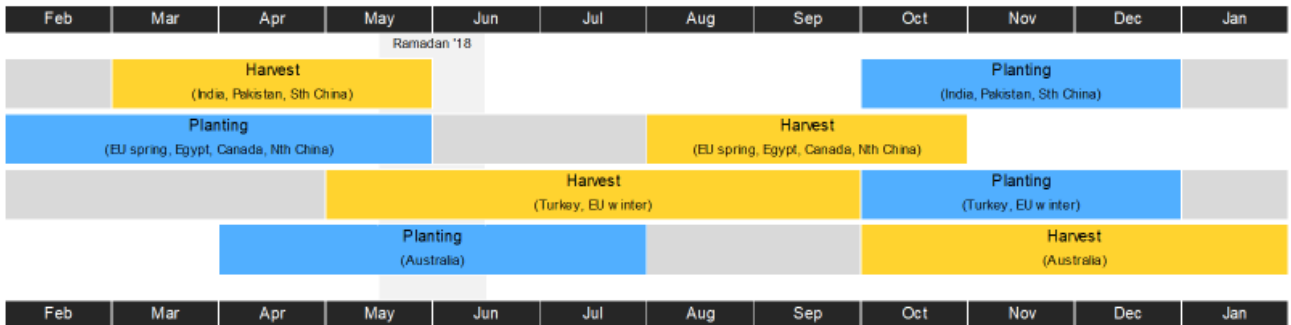 Feb Mar Apr May Jun Jul Aug Sep Oct Nov Dec Jan
Ramadan '18
Harvest Planting
(India, Pakistan, Sth China) (India, Pakistan, Sth China)
Planting Harvest
(EU spring, Egypt, Canada, Nth China) (EU spring, Egypt, Canada, Nth China)
Harvest Planting
(Turkey, EU winter) (Turkey, EU winter)
Planting Harvest
(Australia) (Australia)
Feb Mar Apr May Jun Jul Aug Sep Oct Nov Dec Jan